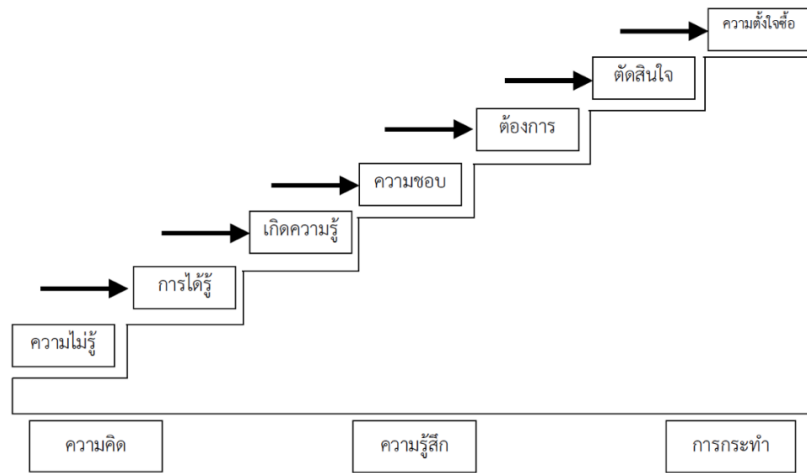 ความตั้งใจซื้อ
ตัดสินใจ
ต้องการ
ความชอบ
เกิดความรู้
การได้รู้
ความไม่รู้
ความคิด
ความรู้สึก
การกระทำ